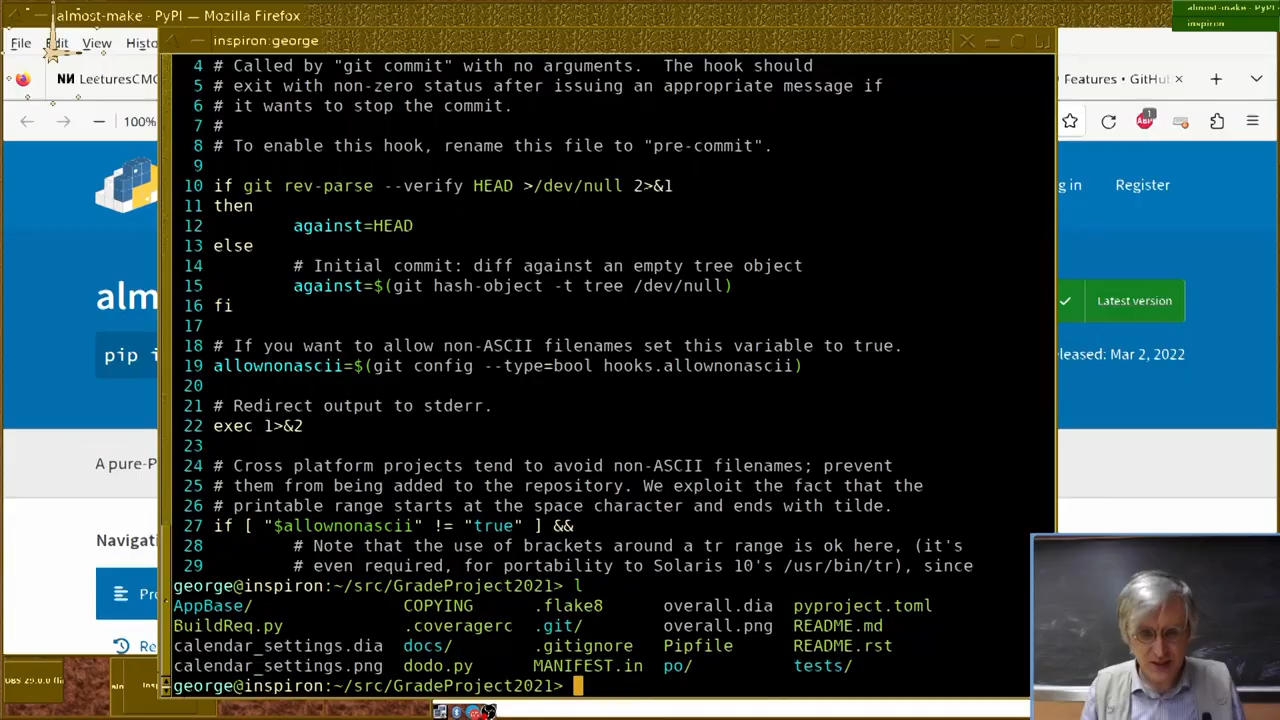 almost-make · PyPI — Mozilla Firefox
almost-make · PyPI
inspiron
File Edit View Histo
inspiron:george
LecturesCMC
Features · GitHub
100%
in
Register
alm
pip i
Latest version
eleased: Mar 2, 2022
A pure-P
Navigati
Re
4 # Called by "git commit" with no arguments.  The hook should
5 # exit with non-zero status after issuing an appropriate message if
6 # it wants to stop the commit.
7 #
8 # To enable this hook, rename this file to "pre-commit".
9
10 if git rev-parse --verify HEAD >/dev/null 2>&1
11 then
12 against=HEAD
13 else
14 # Initial commit: diff against an empty tree object
15 against=$(git hash-object -t tree /dev/null)
16 fi
17
18 # If you want to allow non-ASCII filenames set this variable to true.
19 allownonascii=$(git config --type=bool hooks.allownonascii)
20
21 # Redirect output to stderr.
22 exec 1>&2
23
24 # Cross platform projects tend to avoid non-ASCII filenames; prevent
25 # them from being added to the repository. We exploit the fact that the
26 # printable range starts at the space character and ends with tilde.
27 if [ "$allownonascii" != "true" ] &&
28 # Note that the use of brackets around a tr range is ok here, (it's
29 # even required, for portability to Solaris 10's /usr/bin/tr), since
george@inspiron:~/src/GradeProject2021> l
AppBase/ COPYING .flake8 overall.dia pyproject.toml
BuildReq.py .coveragerc .git/ overall.png README.md
calendar_settings.dia docs/ .gitignore Pipfile README.rst
calendar_settings.png dodo.py MANIFEST.in po/ tests/
george@inspiron:~/src/GradeProject2021>